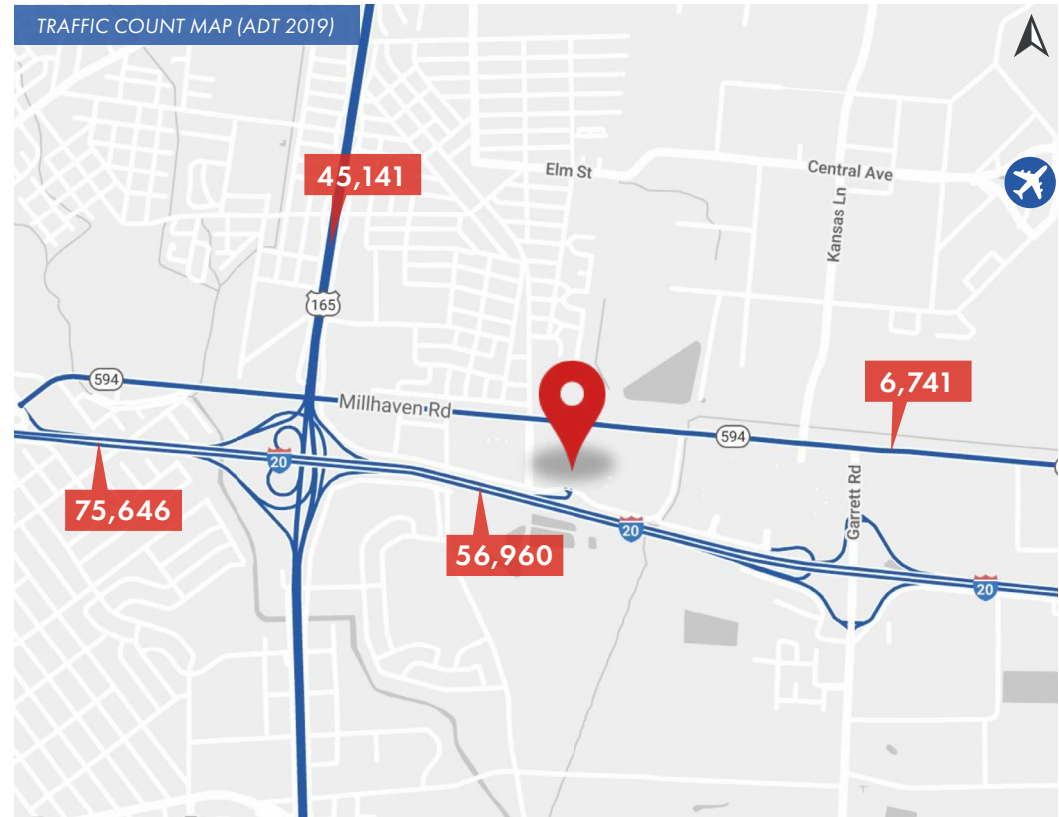 TRAFFIC COUNT MAP (ADT 2019)
45,141
Elm St
Central Ave
Kansas Ln
165
594
Millhaven Rd
6,741
594
20
75,646
56,960
20
Garrett Rd
20